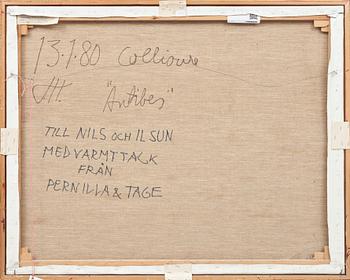 13.1.80 Collioure
"Antibes"
TILL NILS OCH ILSUN
MED VARMT TACK
FRÅN
PERNILLA & TAGE